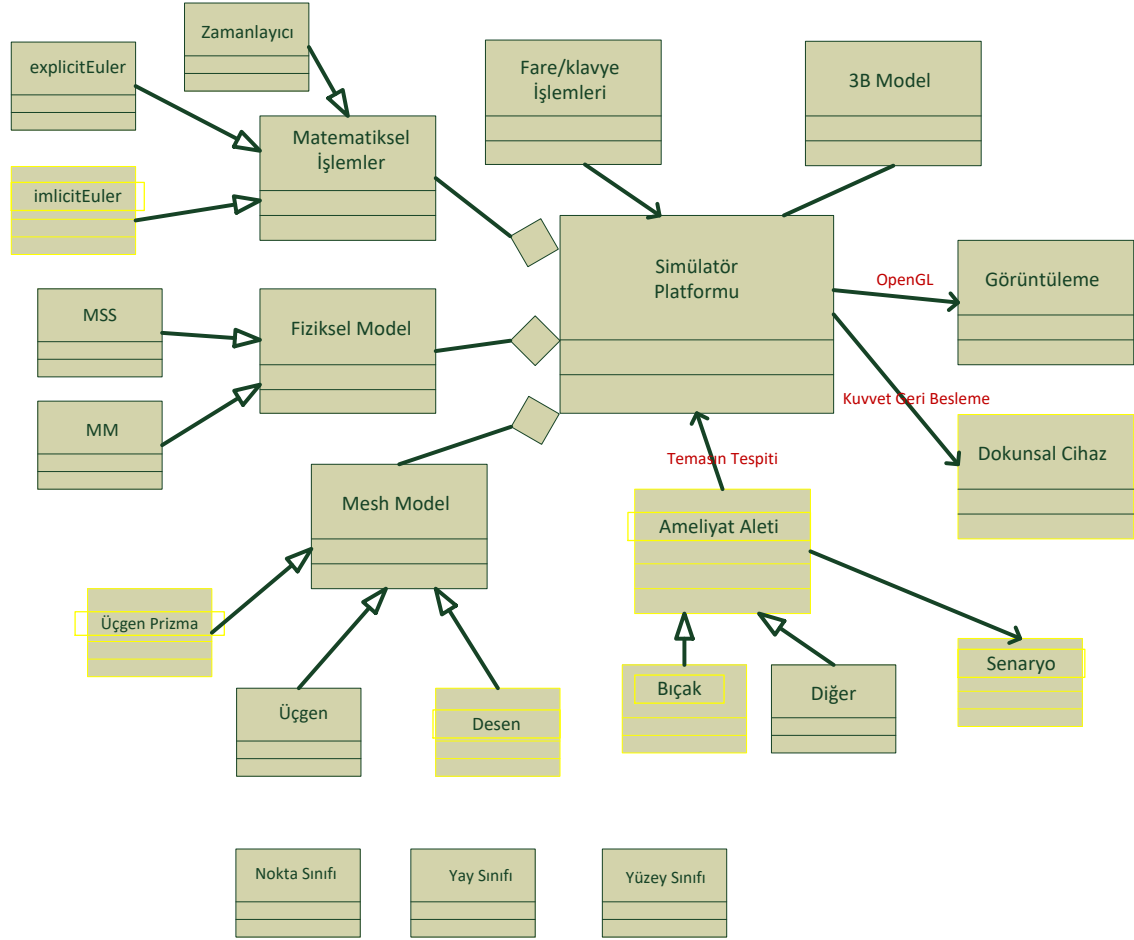 Zamanlayıcı
explicitEuler
Fare/klavye
İşlemleri
3B Model
Matematiksel
İşlemler
imlicitEuler
Simülatör
Platformu
OpenGL
Görüntüleme
MSS
Fiziksel Model
Kuvvet Geri Besleme
MM
Temasın Tespiti
Dokunsal Cihaz
Mesh Model
Ameliyat Aleti
Üçgen Prizma
Senaryo
Bıçak
Diğer
Üçgen
Desen
Nokta Sınıfı
Yay Sınıfı
Yüzey Sınıfı